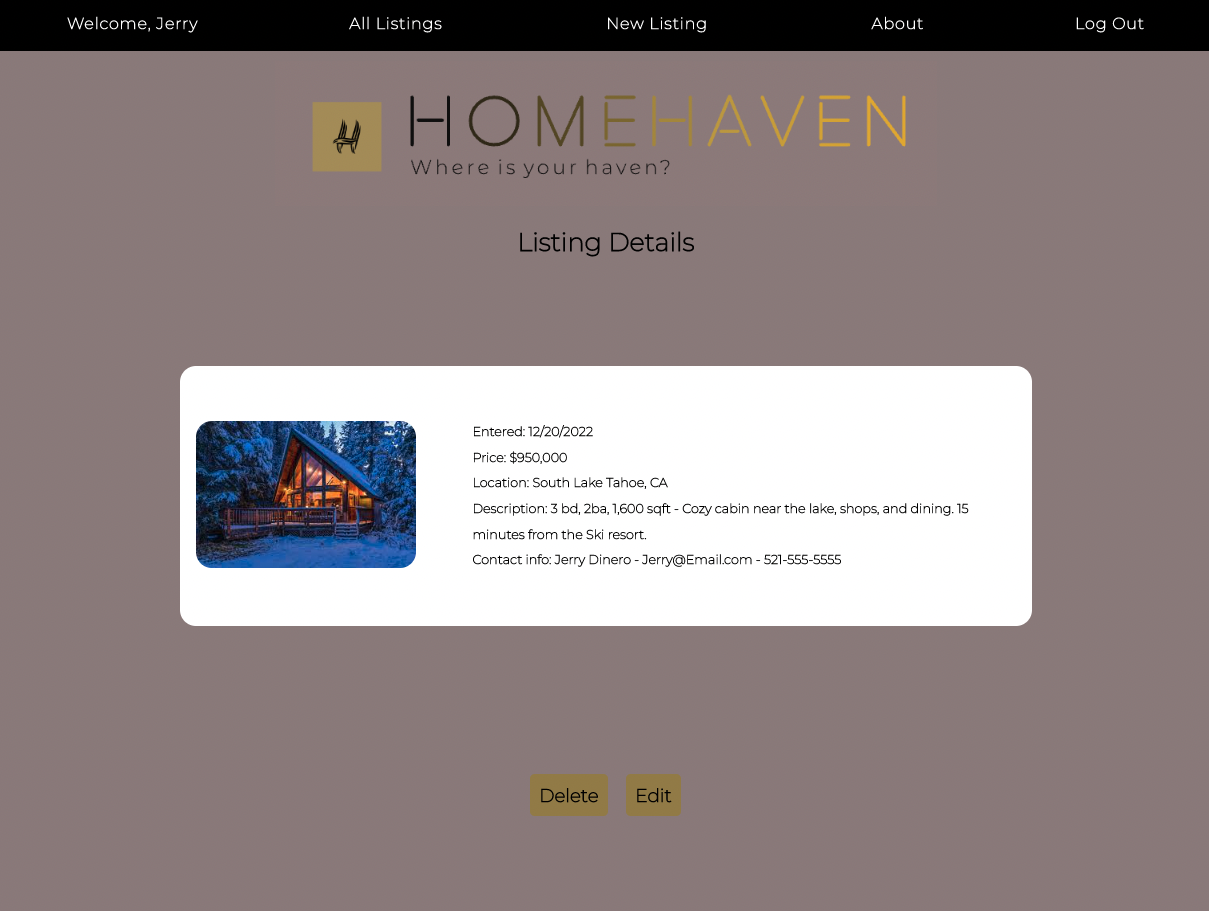 Welcome, Jerry All Listings New Listing About Log Out
H HOMEHAVEN
Where is your haven?
Listing Details
Entered: 12/20/2022
Price: $950,000
Location: South Lake Tahoe, CA
Description: 3 bd, 2ba, 1,600 sqft - Cozy cabin near the lake, shops, and dining. 15
minutes from the Ski resort.
Contact info: Jerry Dinero - Jerry@Email.com - 521-555-5555
Delete Edit